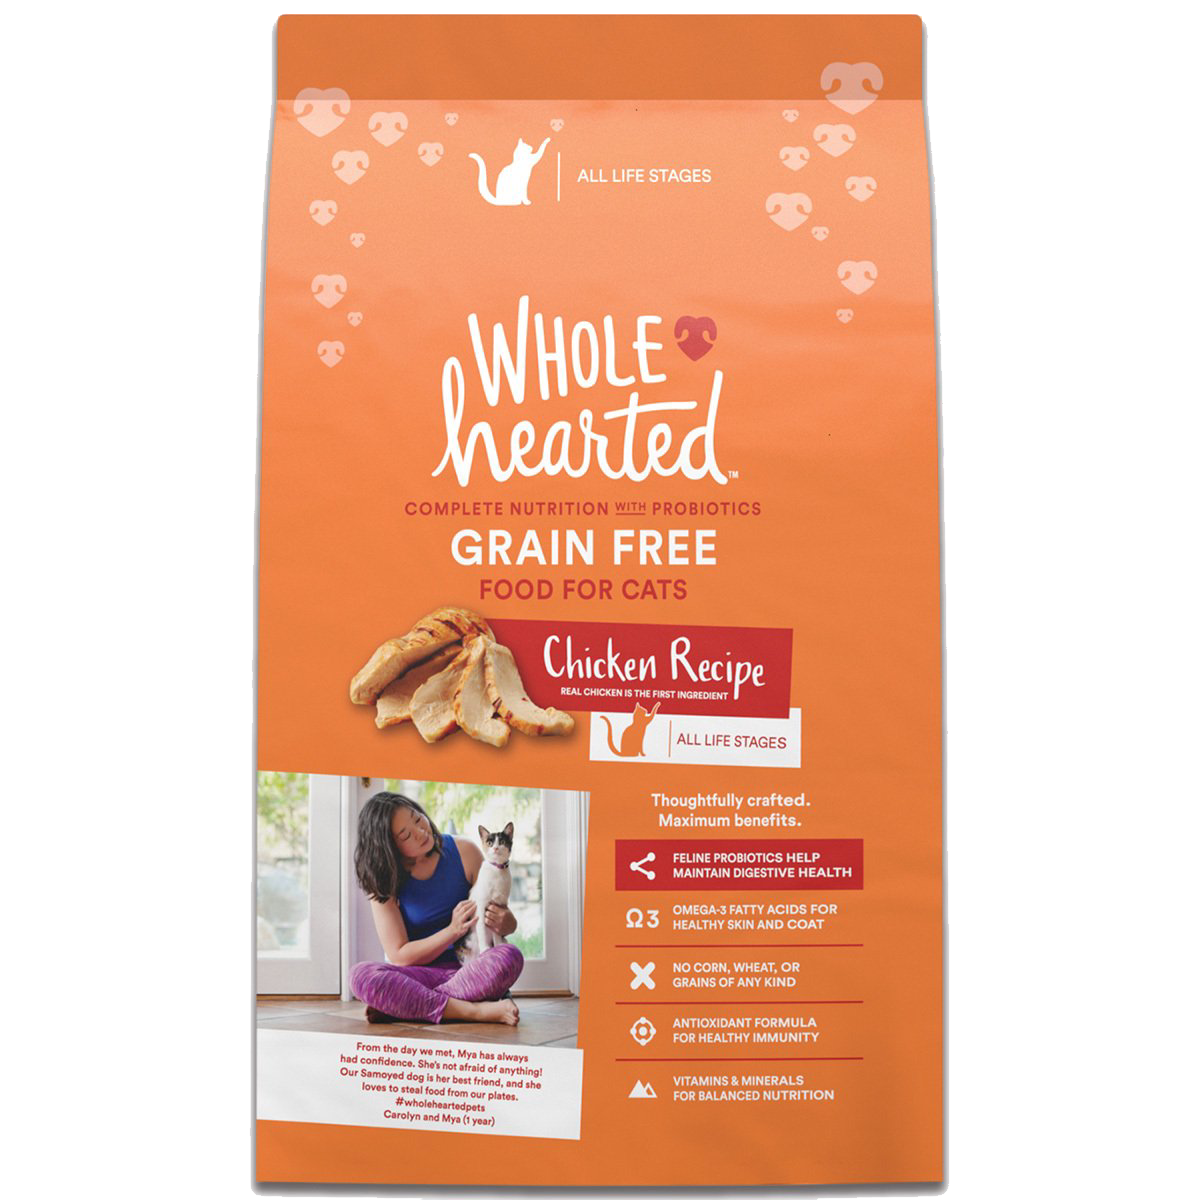 ALL LIFE STAGES
WHOLE
hearted™
COMPLETE NUTRITION WITH PROBIOTICS
GRAIN FREE
FOOD FOR CATS
Chicken Recipe
REAL CHICKEN IS THE FIRST INGREDIENT
ALL LIFE STAGES
Thoughtfully crafted.
Maximum benefits.
FELINE PROBIOTICS HELP
MAINTAIN DIGESTIVE HEALTH
Ω3 OMEGA-3 FATTY ACIDS FOR
HEALTHY SKIN AND COAT
NO CORN, WHEAT, OR
GRAINS OF ANY KIND
ANTIOXIDANT FORMULA
FOR HEALTHY IMMUNITY
VITAMINS & MINERALS
FOR BALANCED NUTRITION
From the day we met, Mya has always
had confidence. She's not afraid of anything!
Our Samoyed dog is her best friend, and she
loves to steal food from our plates.
#wholeheartedpets
Carolyn and Mya (1 year)